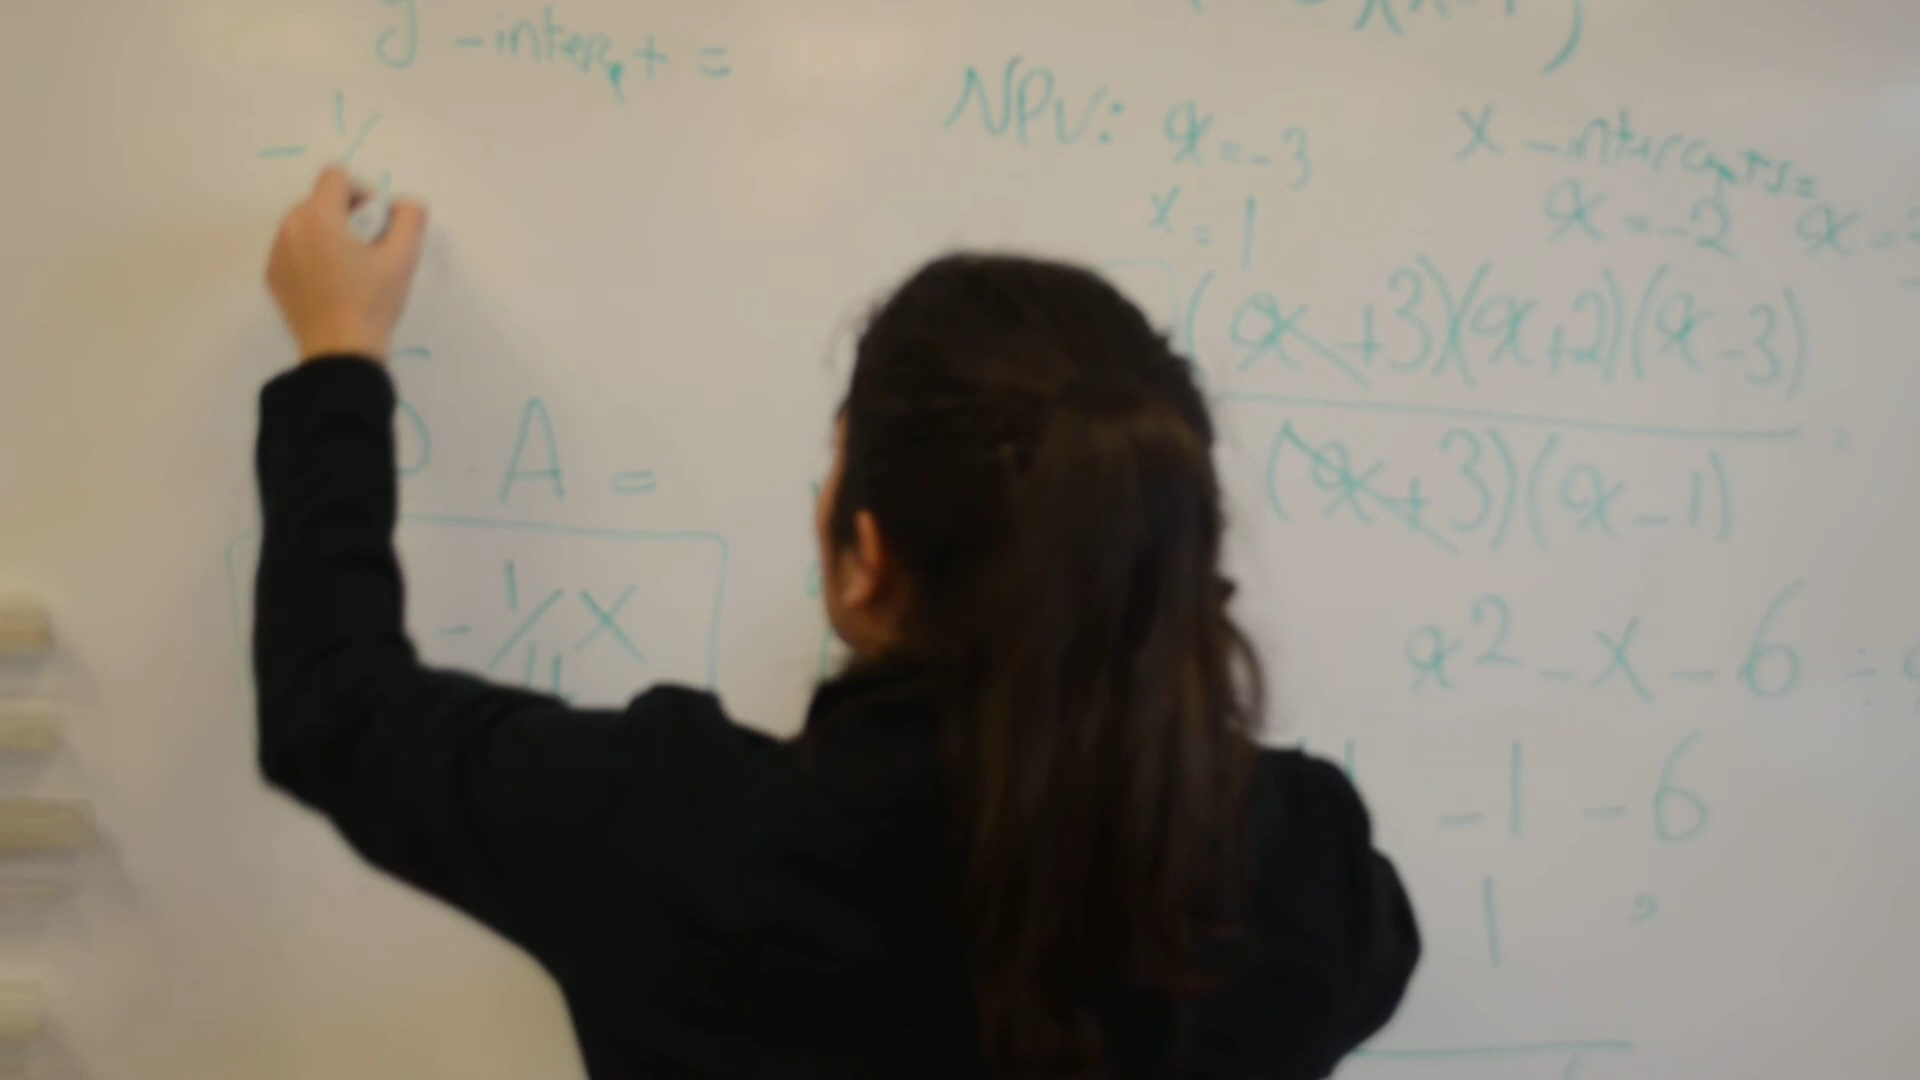 y-intercept =
- 1/
NPV: x = -3
x = 1
x-intercepts =
x = -2 x =
(x+3)(x+2)(x-3)
(x+3)(x-1)
A =
- 1/4 x
x² - x - 6 ÷
-1 -6
1